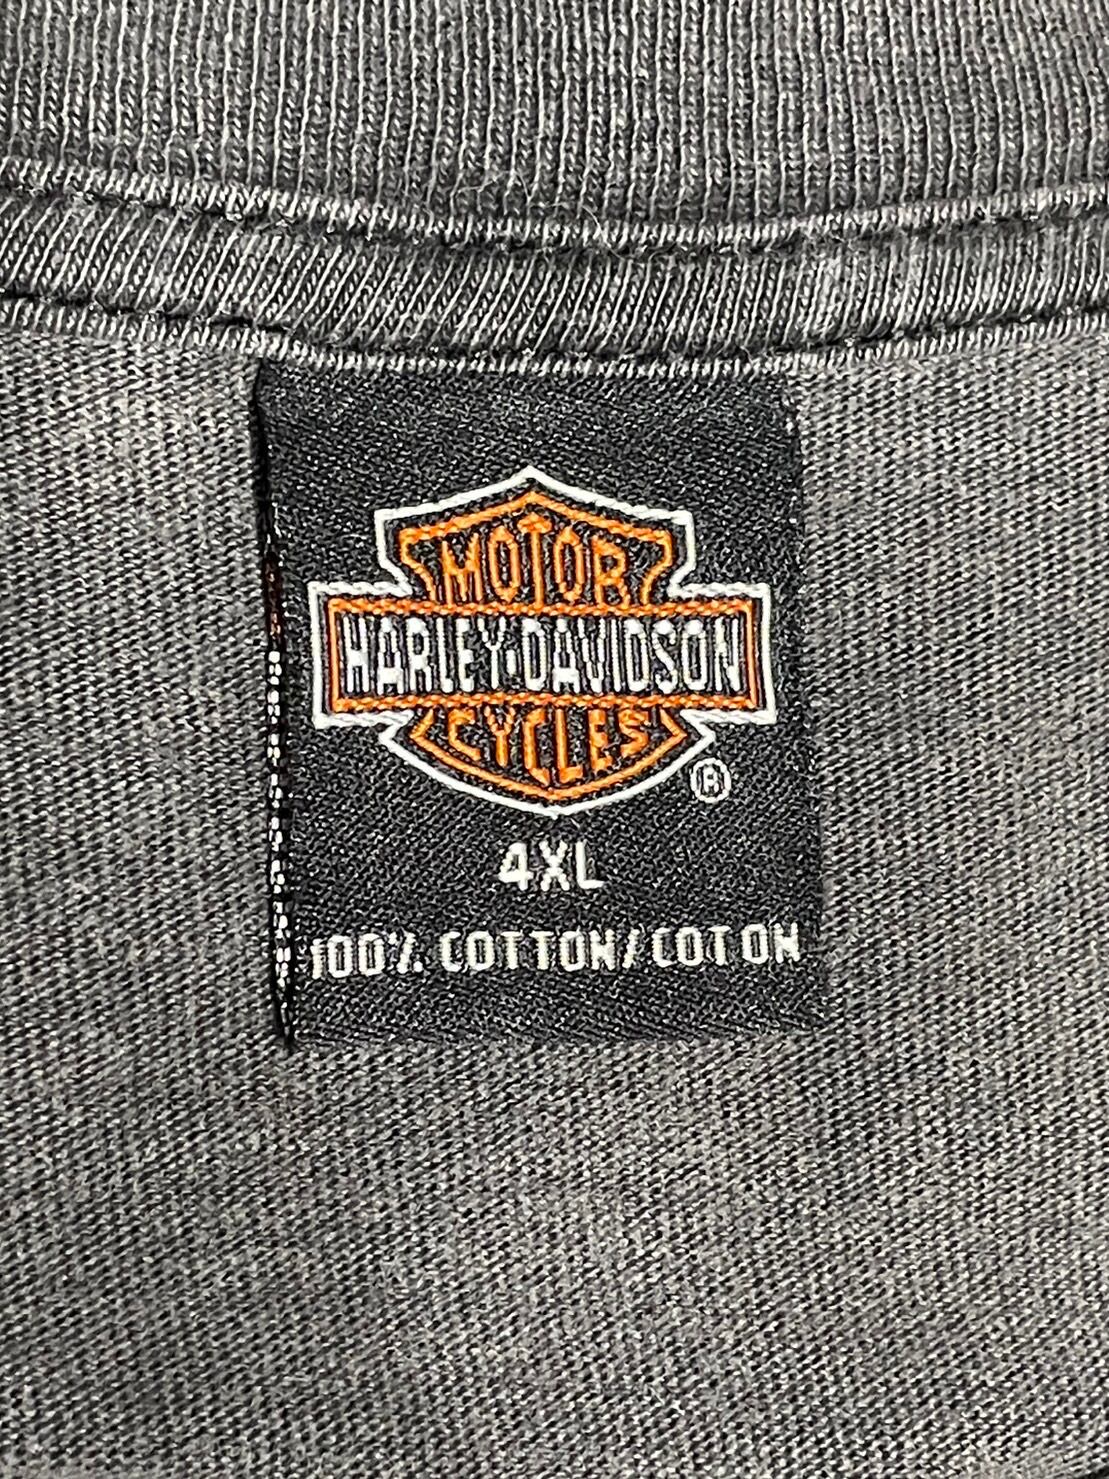 MOTOR
HARLEY-DAVIDSON
CYCLES
®
4XL
100% COTTON/COTON